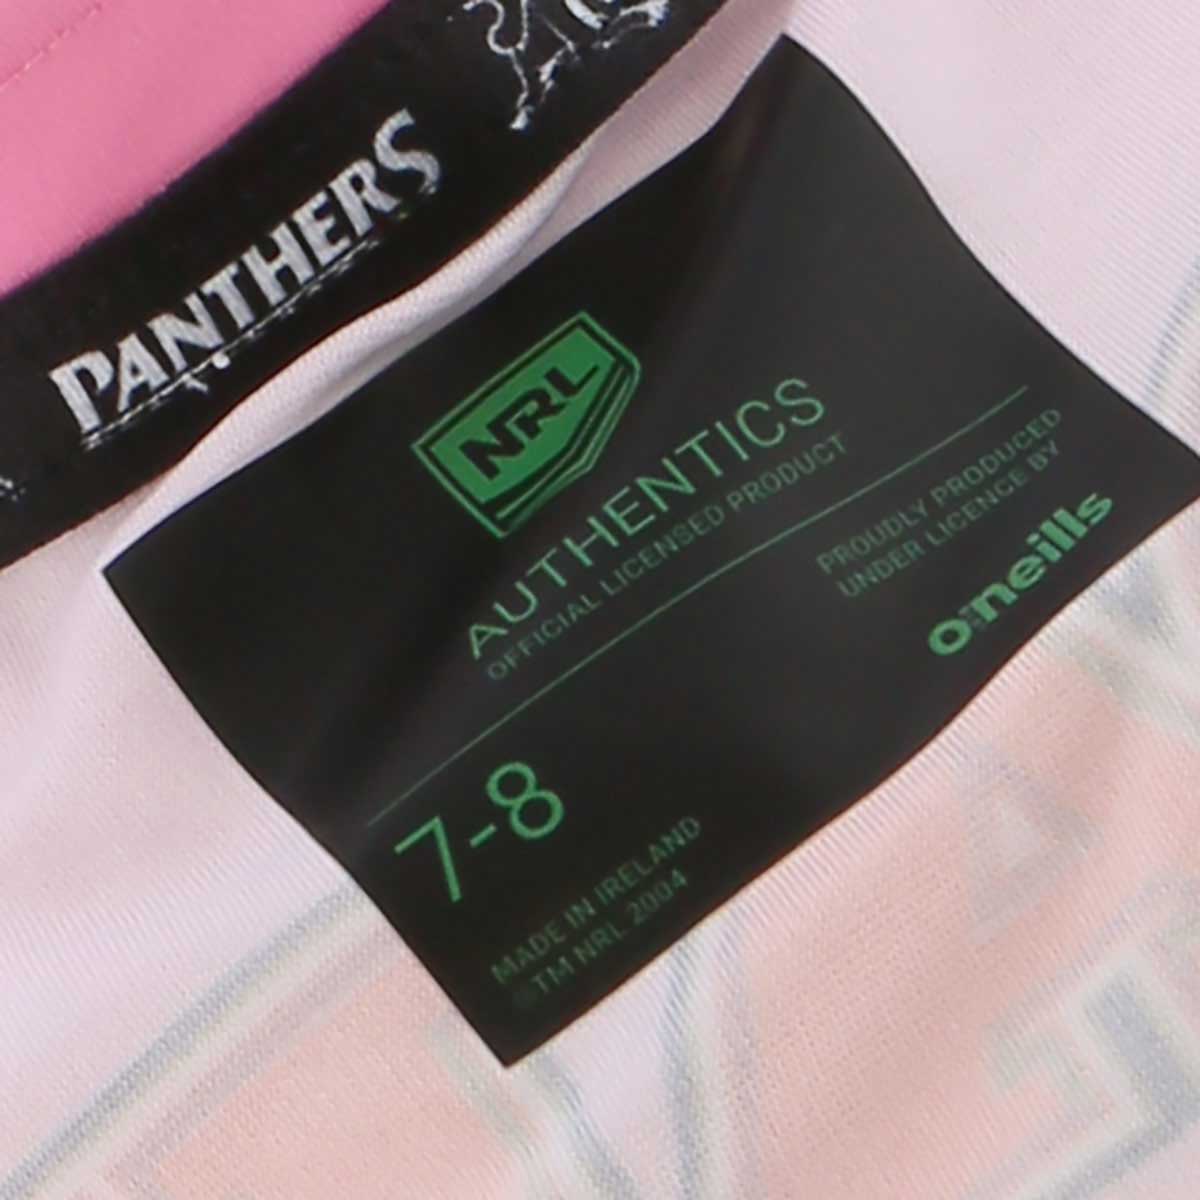 PANTHERS
NRL
AUTHENTICS
OFFICIAL LICENSED PRODUCT
PROUDLY PRODUCED
UNDER LICENCE BY
o'neills
7-8
MADE IN IRELAND
©TM NRL 2004